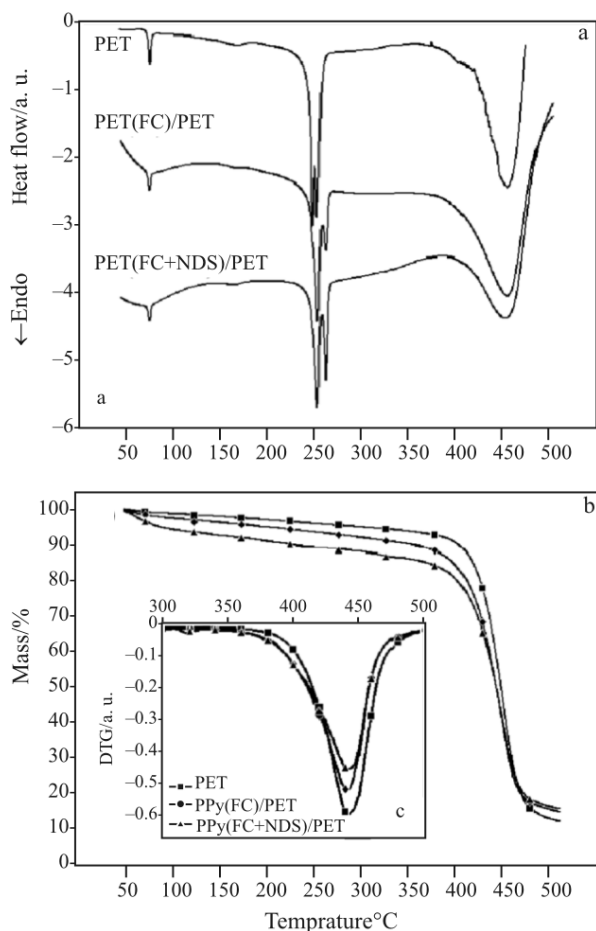 0
PET
a
–1
Heat flow/a. u.
PET(FC)/PET
–2
–3
PET(FC+NDS)/PET
–4
←Endo
–5
a
–6
50 100 150 200 250 300 350 400 450 500
100
b
90
80
300 350 400 450 500
70
0
Mass/%
60
–0.1
50
–0.2
–0.3
40
DTG/a. u.
–0.4
30
PET
–0.5
20
PPy(FC)/PET
c
–0.6
PPy(FC+NDS)/PET
10
0
50 100 150 200 250 300 350 400 450 500
Temprature°C